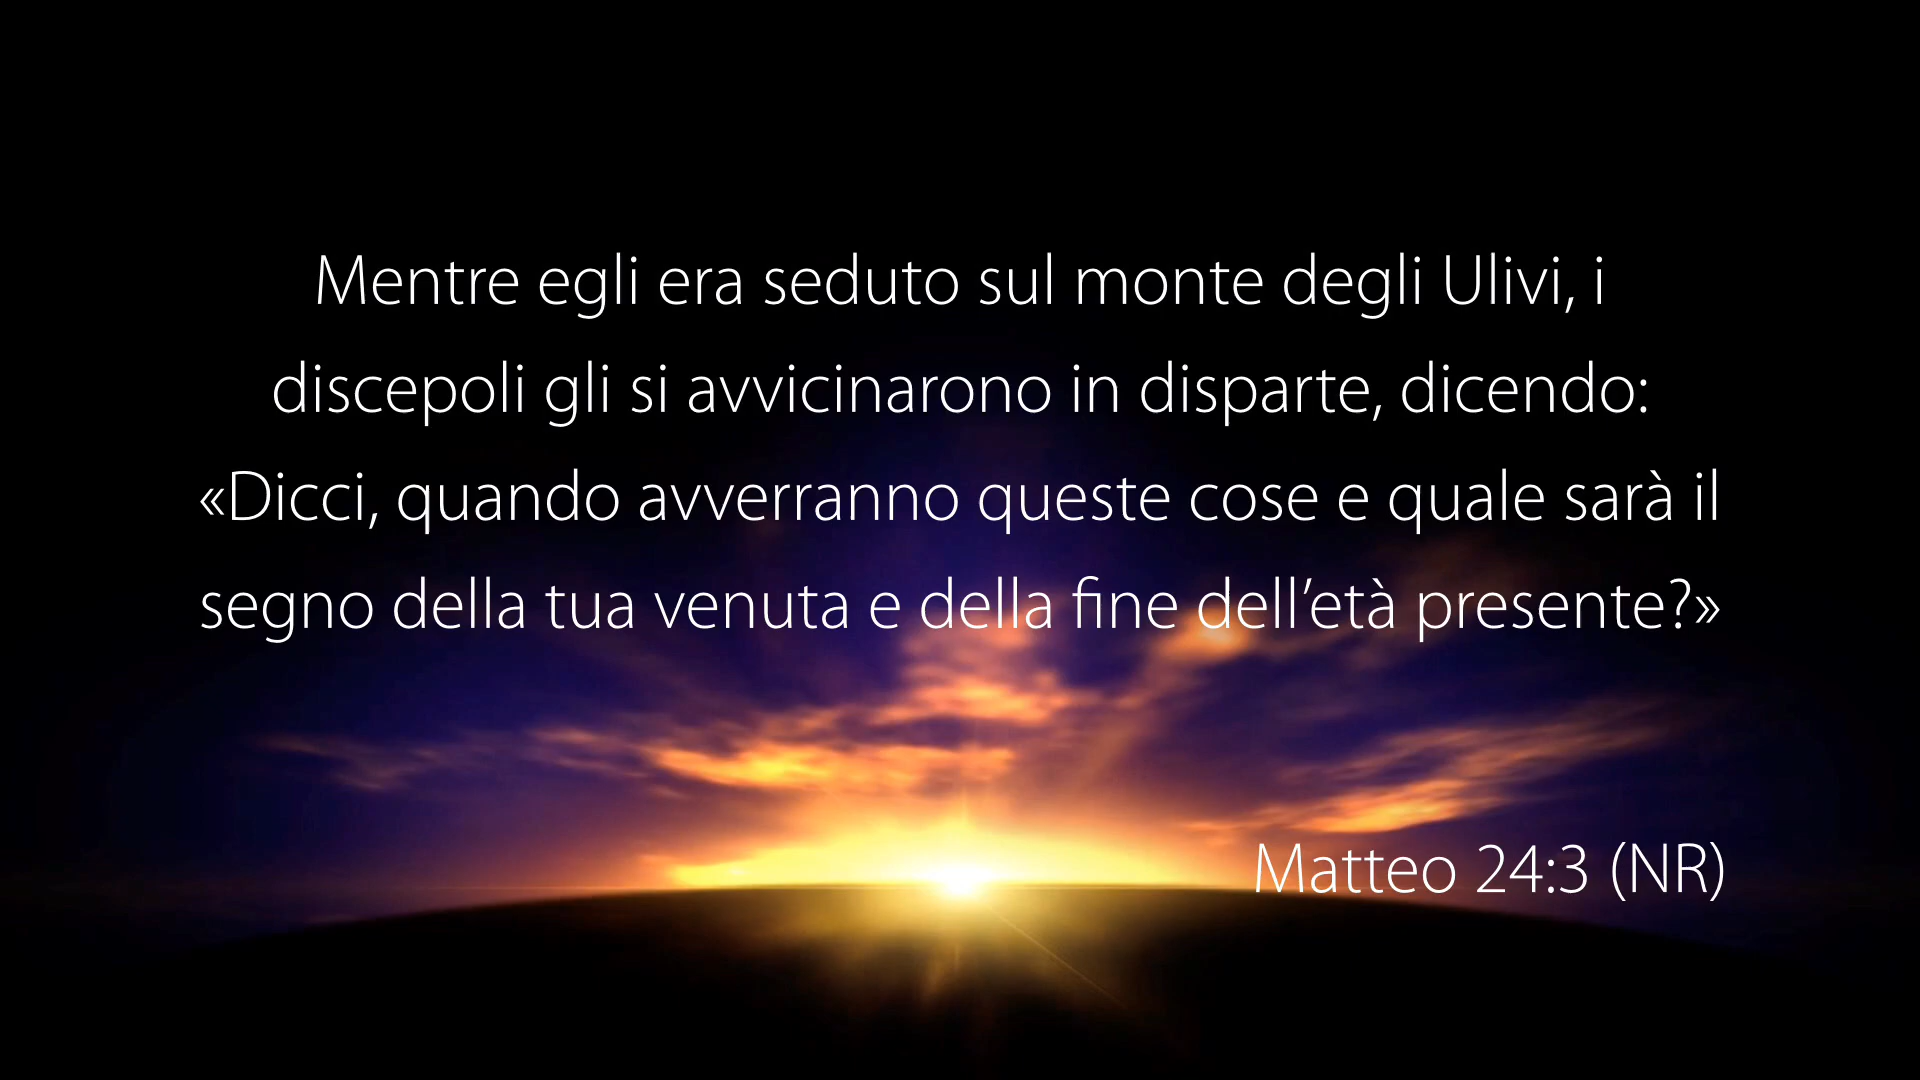 Mentre egli era seduto sul monte degli Ulivi, i
discepoli gli si avvicinarono in disparte, dicendo:
«Dicci, quando avverranno queste cose e quale sarà il
segno della tua venuta e della fine dell’età presente?»
Matteo 24:3 (NR)